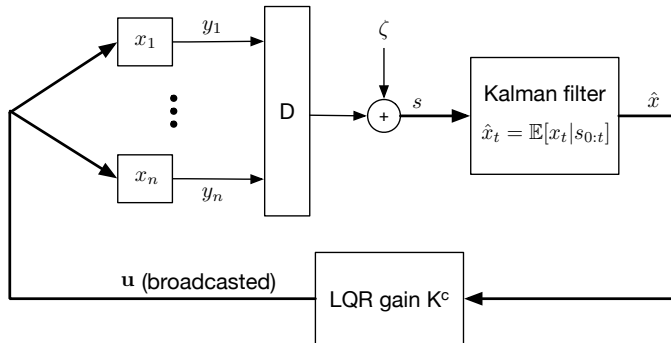 x₁
y₁
ζ
D
+
s
Kalman filter
x̂ₜ = 𝔼[xₜ|s₀:ₜ]
x̂
xₙ
yₙ
u (broadcasted)
LQR gain Kᶜ